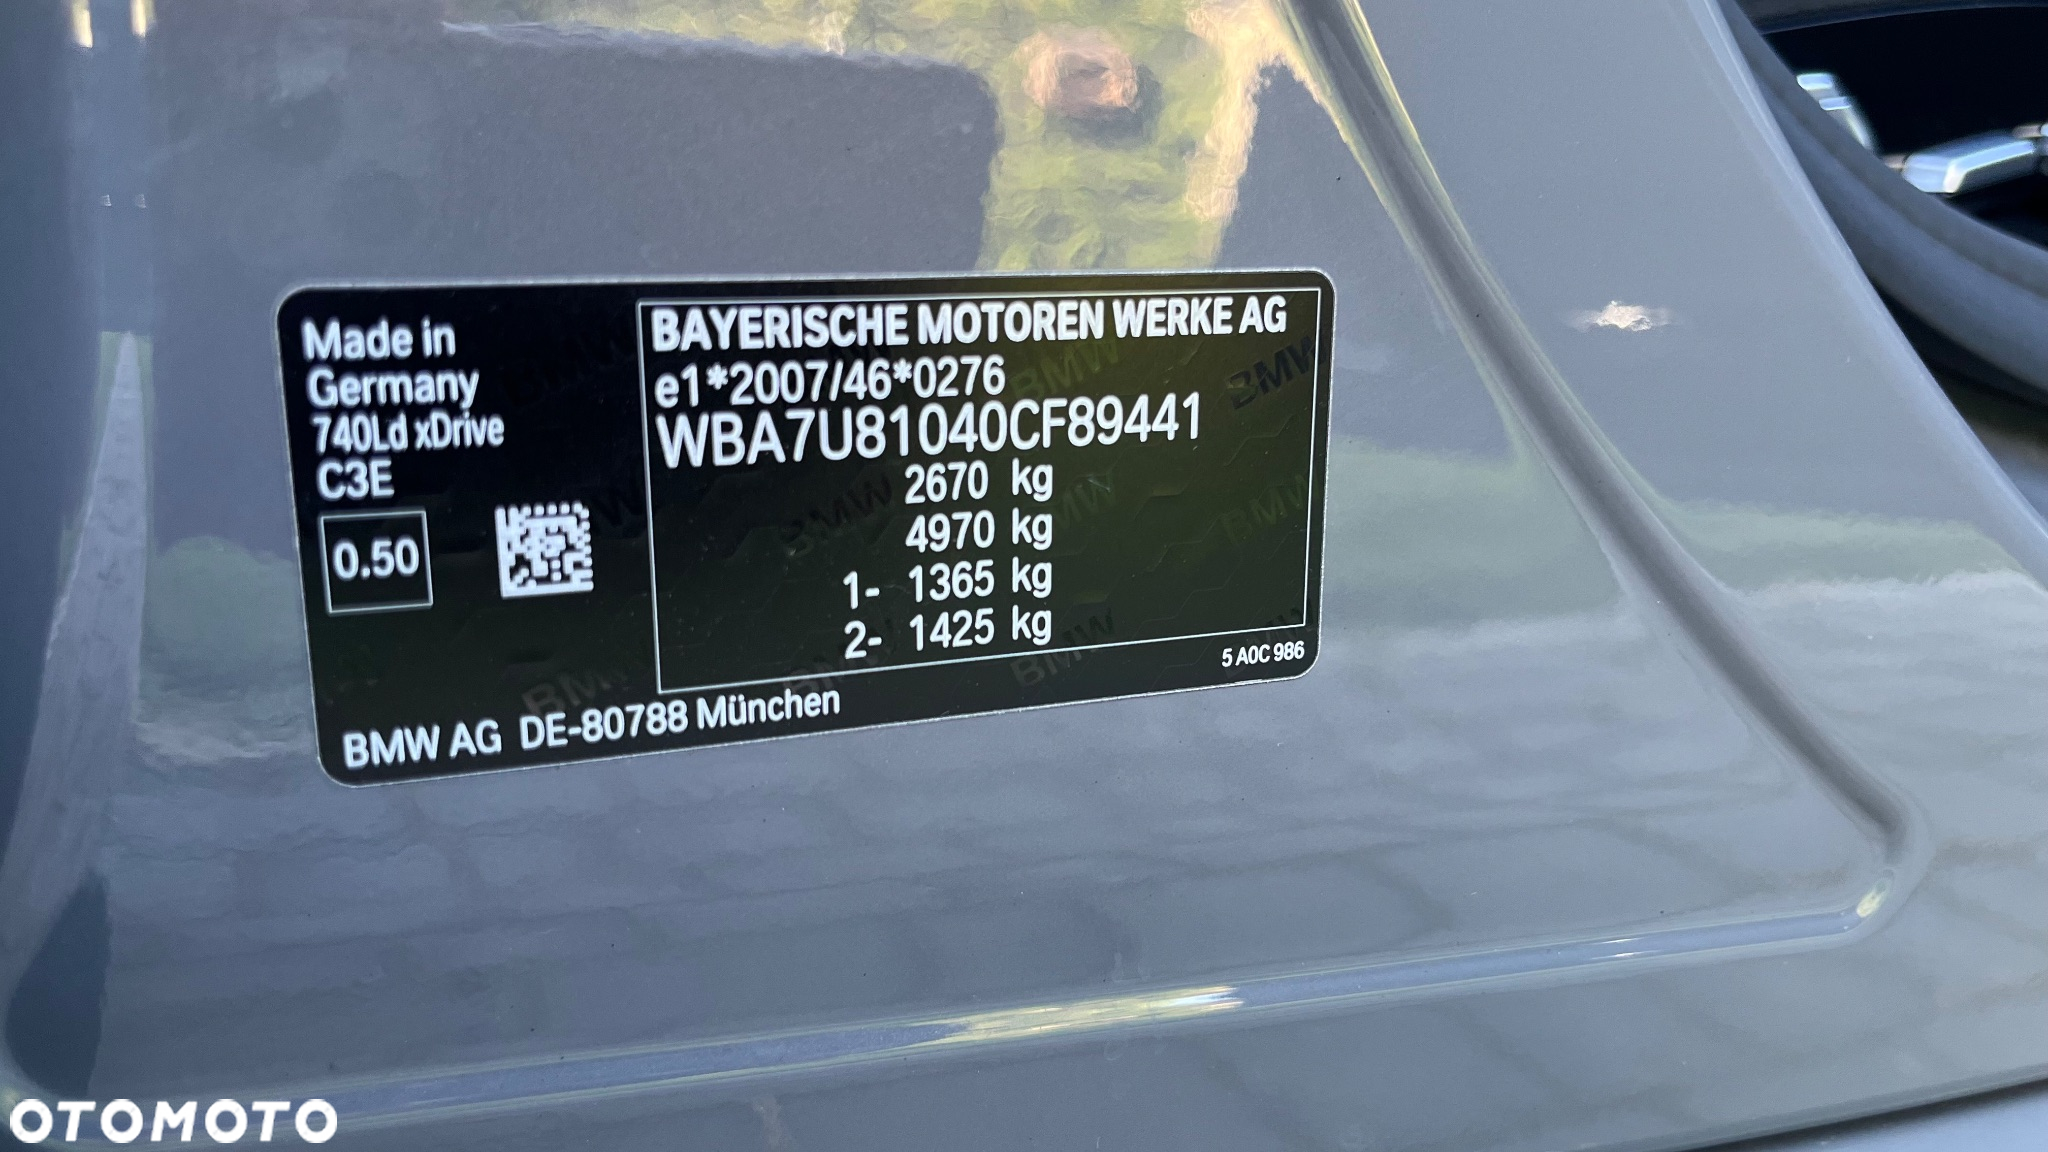 Made in
Germany
740Ld xDrive
C3E
0.50
BAYERISCHE MOTOREN WERKE AG
e1*2007/46*0276
WBA7U81040CF89441
2670 kg
4970 kg
1- 1365 kg
2- 1425 kg
5 A0C 986
BMW AG DE-80788 München
OTOMOTO